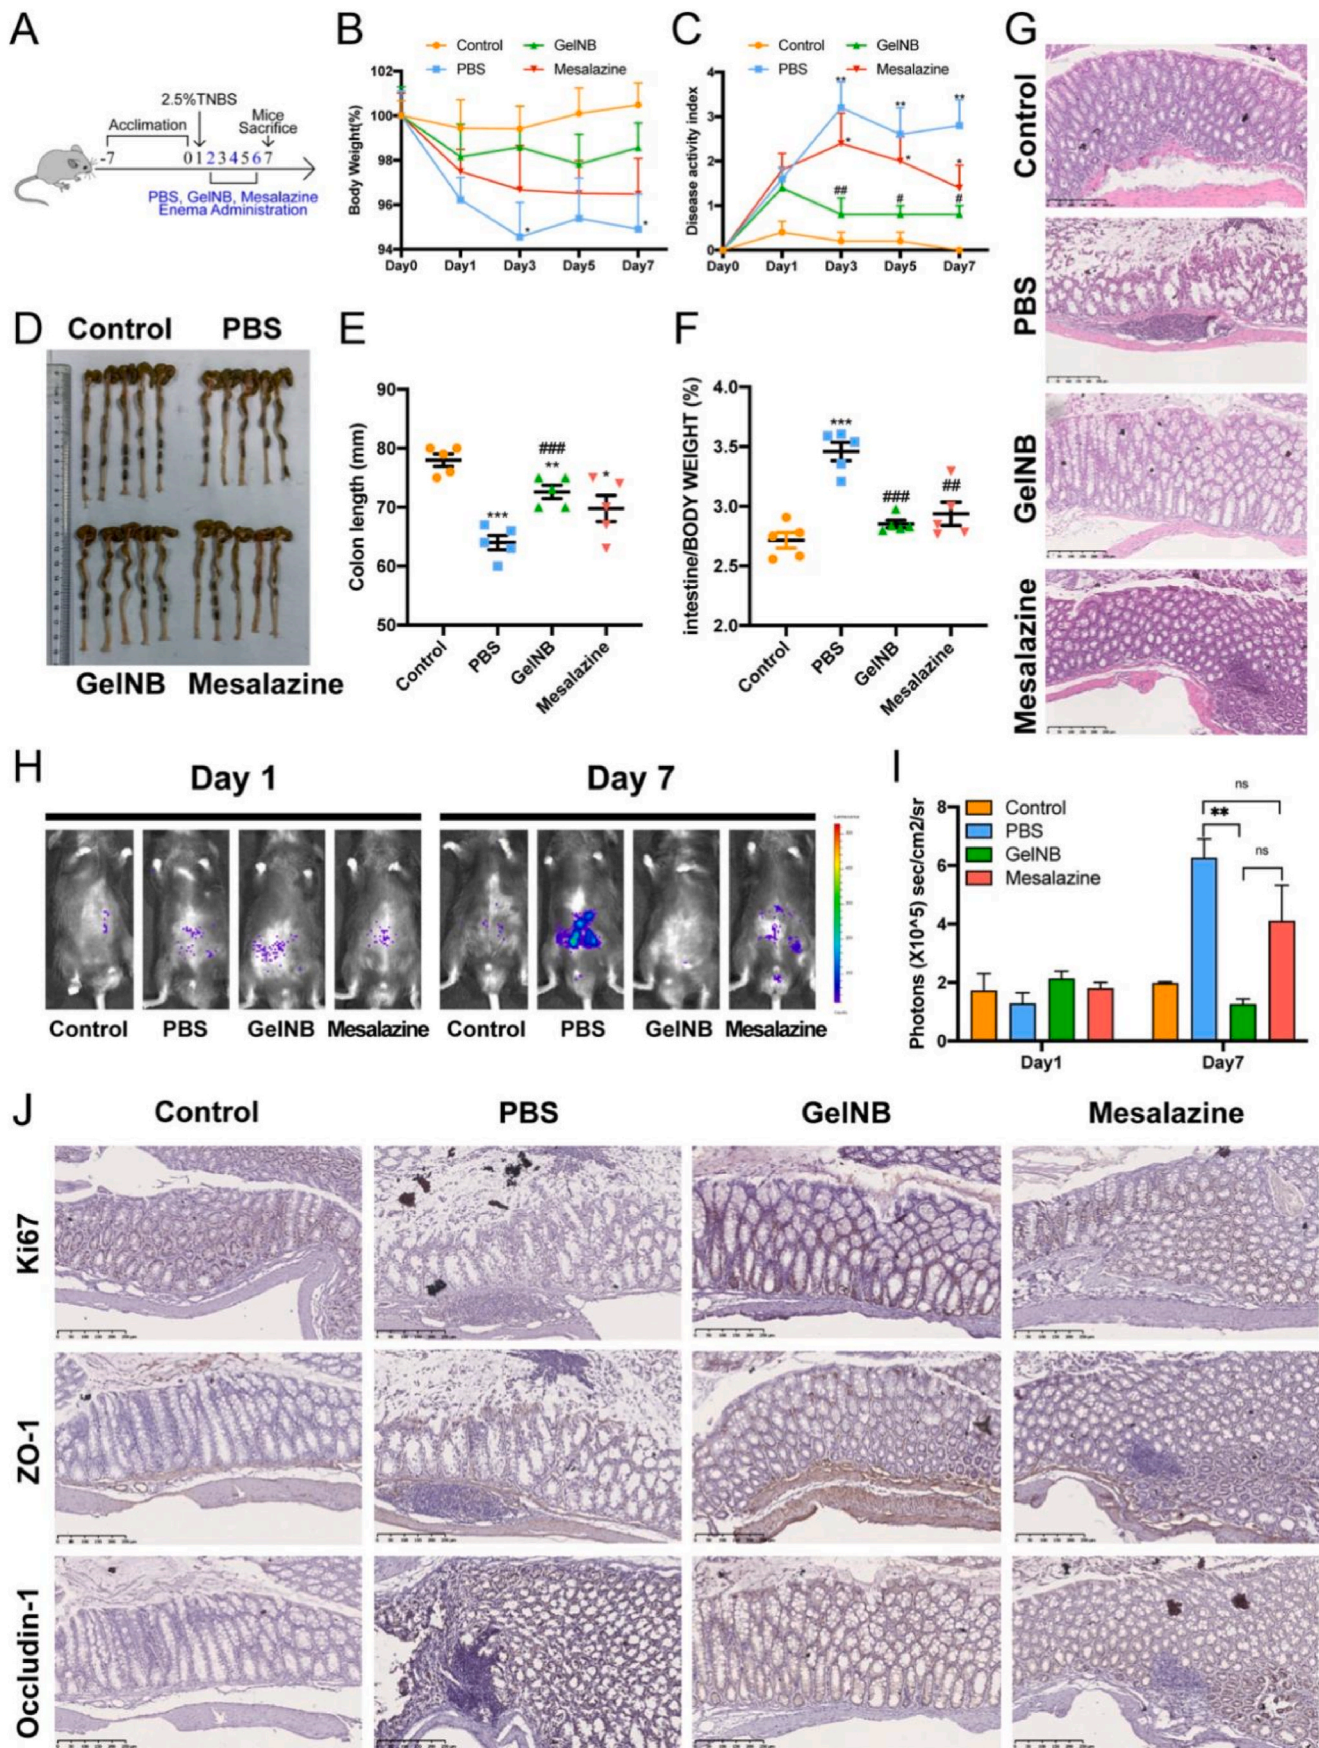 A
2.5%TNBS
Acclimation
Mice
Sacrifice
-7 0 1 2 3 4 5 6 7
PBS, GelNB, Mesalazine
Enema Administration
B
Control GelNB
PBS Mesalazine
Body Weight(%)
102
100
98
96
94
*
*
Day0 Day1 Day3 Day5 Day7
C
Control GelNB
PBS Mesalazine
Disease activity index
4
3
2
1
0
** ** **
* * *
## # #
Day0 Day1 Day3 Day5 Day7
D
Control PBS
GelNB Mesalazine
E
Colon length (mm)
90
80
70
60
50
***
###
**
*
Control PBS GelNB Mesalazine
F
intestine/BODY WEIGHT (%)
4.0
3.5
3.0
2.5
2.0
***
###
##
Control PBS GelNB Mesalazine
G
Control
PBS
GelNB
Mesalazine
H
Day 1 Day 7
Control PBS GelNB Mesalazine Control PBS GelNB Mesalazine
I
Control
PBS
GelNB
Mesalazine
Photons (X10^5) sec/cm2/sr
8
6
4
2
0
ns
**
ns
Day1 Day7
J
Control PBS GelNB Mesalazine
Ki67
ZO-1
Occludin-1